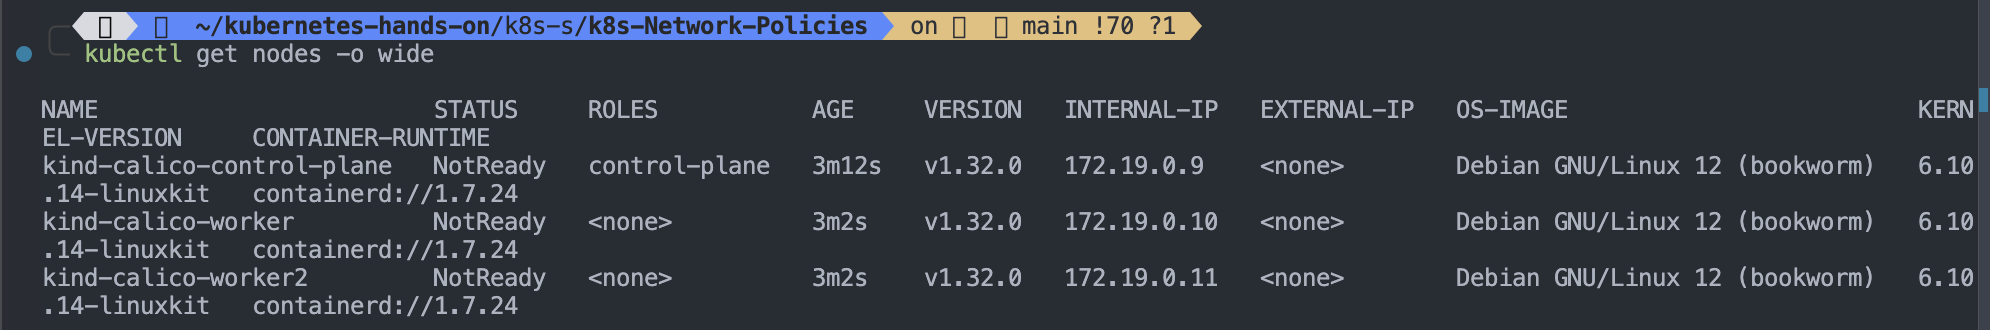 ~/kubernetes-hands-on/k8s-s/k8s-Network-Policies on main !70 ?1
kubectl get nodes -o wide
NAME STATUS ROLES AGE VERSION INTERNAL-IP EXTERNAL-IP OS-IMAGE KERN
EL-VERSION CONTAINER-RUNTIME
kind-calico-control-plane NotReady control-plane 3m12s v1.32.0 172.19.0.9 <none> Debian GNU/Linux 12 (bookworm) 6.10
.14-linuxkit containerd://1.7.24
kind-calico-worker NotReady <none> 3m2s v1.32.0 172.19.0.10 <none> Debian GNU/Linux 12 (bookworm) 6.10
.14-linuxkit containerd://1.7.24
kind-calico-worker2 NotReady <none> 3m2s v1.32.0 172.19.0.11 <none> Debian GNU/Linux 12 (bookworm) 6.10
.14-linuxkit containerd://1.7.24